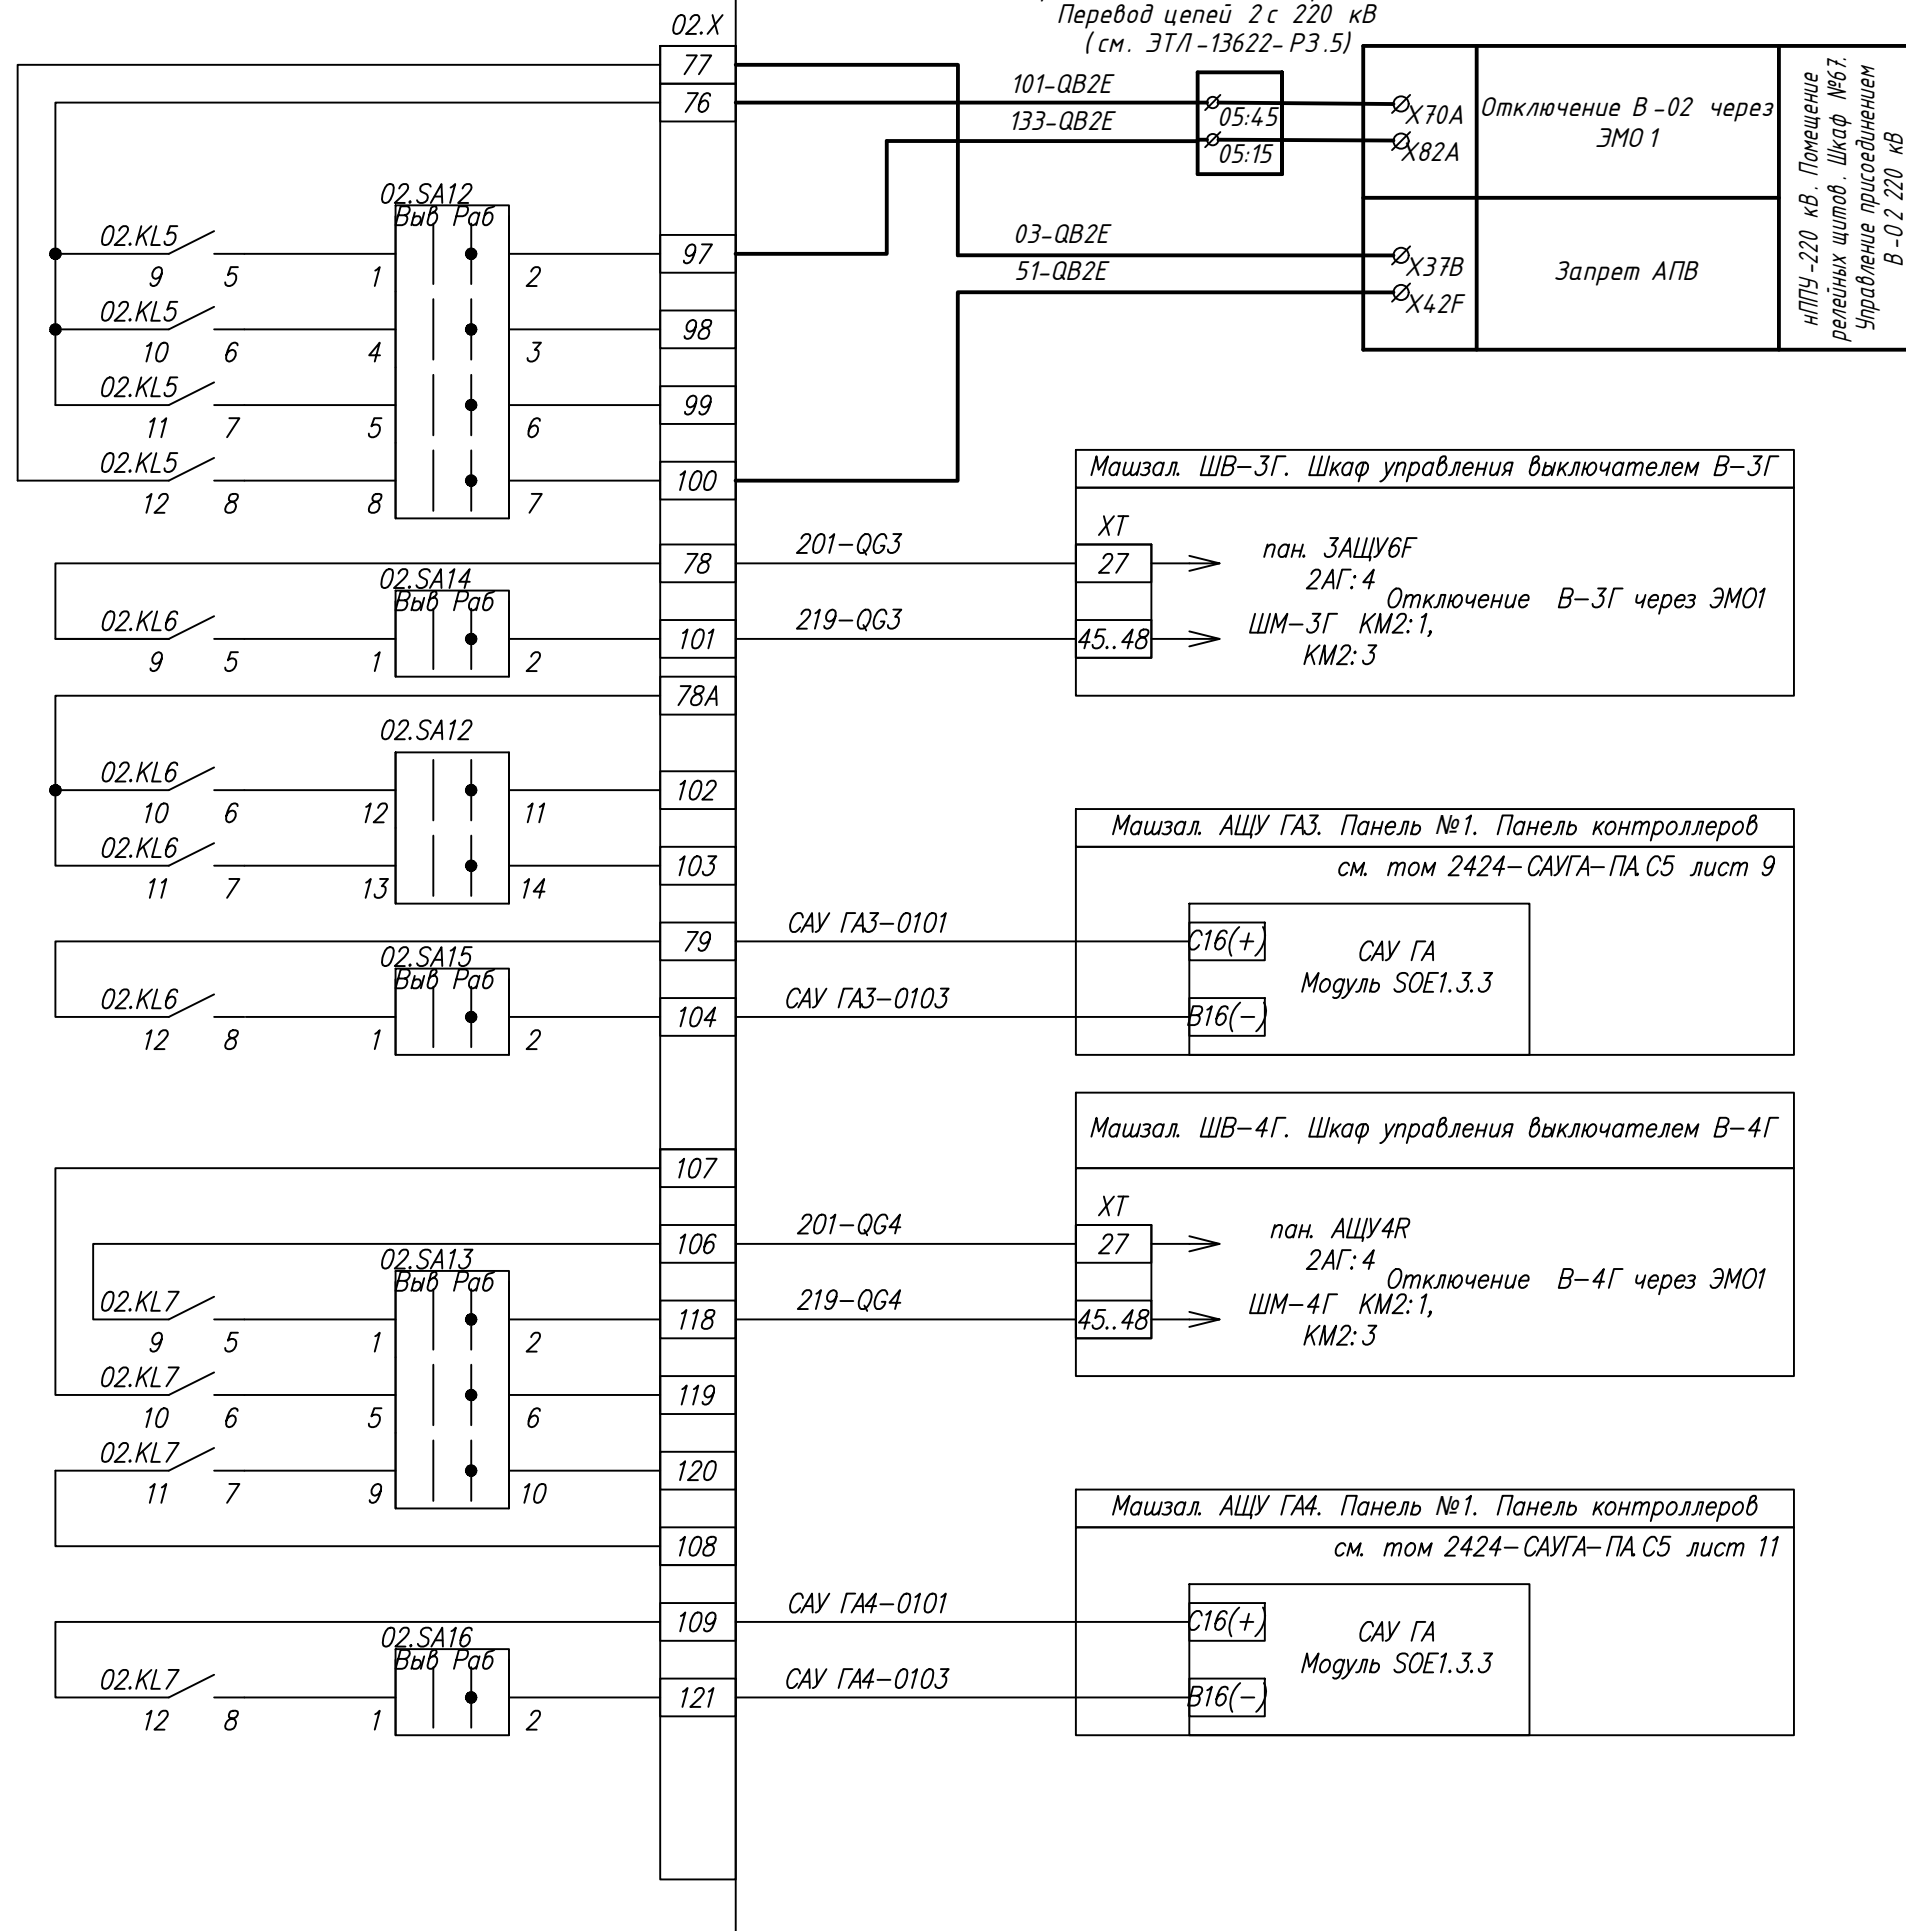 Перевод цепей 2с 220 кВ
(см. ЭТЛ-13622-РЗ.5)
02.X
77
76
101-QB2E
133-QB2E
05:45
05:15
X70A
X82A
Отключение В-02 через
ЭМО1
нППУ-220 кВ. Помещение
релейных щитов. Шкаф №67.
Управление присоединением
В-02 220 кВ
02.SA12
Выв Раб
02.KL5
9 5 1 2
97
03-QB2E
51-QB2E
X37B
X42F
Запрет АПВ
02.KL5
10 6 4 3
98
02.KL5
11 7 5 6
99
02.KL5
12 8 8 7
100
Машзал. ШВ-3Г. Шкаф управления выключателем В-3Г
XT
78
201-QG3
27
пан. 3АЩУ6F
2АГ:4
Отключение В-3Г через ЭМО1
02.SA14
Выв Раб
02.KL6
9 5 1 2
101
219-QG3
45..48
ШМ-3Г КМ2:1,
КМ2:3
78A
02.SA12
02.KL6
10 6 12 11
102
02.KL6
11 7 13 14
103
Машзал. АЩУ ГА3. Панель №1. Панель контроллеров
см. том 2424-САУГА-ПА.С5 лист 9
79
САУ ГА3-0101
C16(+)
САУ ГА
Модуль SOE1.3.3
02.SA15
Выв Раб
02.KL6
12 8 1 2
104
САУ ГА3-0103
B16(-)
Машзал. ШВ-4Г. Шкаф управления выключателем В-4Г
107
XT
106
201-QG4
27
пан. АЩУ4R
2АГ:4
Отключение В-4Г через ЭМО1
02.SA13
Выв Раб
02.KL7
9 5 1 2
118
219-QG4
45..48
ШМ-4Г КМ2:1,
КМ2:3
02.KL7
10 6 5 6
119
02.KL7
11 7 9 10
120
108
Машзал. АЩУ ГА4. Панель №1. Панель контроллеров
см. том 2424-САУГА-ПА.С5 лист 11
109
САУ ГА4-0101
C16(+)
САУ ГА
Модуль SOE1.3.3
02.SA16
Выв Раб
02.KL7
12 8 1 2
121
САУ ГА4-0103
B16(-)